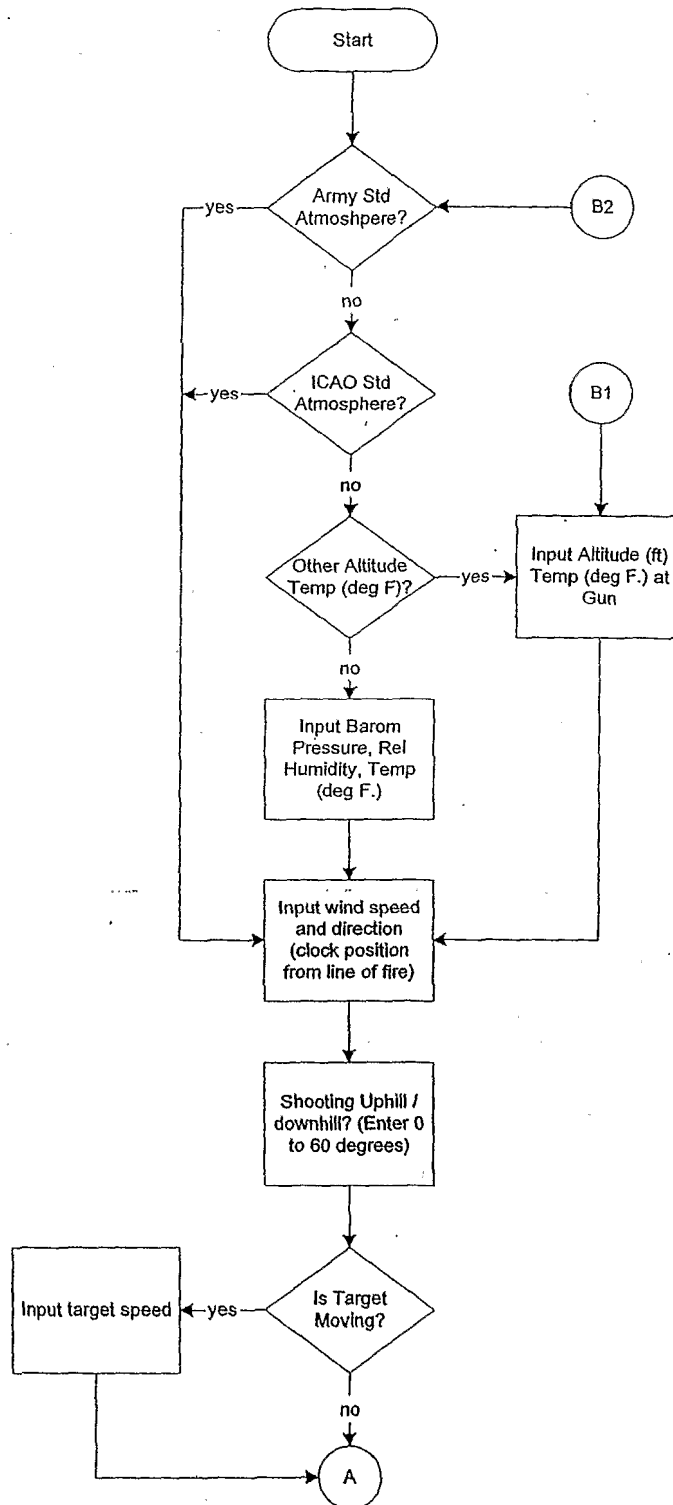 Start
Army Std
Atmoshpere?
yes
B2
no
ICAO Std
Atmosphere?
yes
B1
no
Other Altitude
Temp (deg F)?
yes
Input Altitude (ft)
Temp (deg F.) at
Gun
no
Input Barom
Pressure, Rel
Humidity, Temp
(deg F.)
Input wind speed
and direction
(clock position
from line of fire)
Shooting Uphill /
downhill? (Enter 0
to 60 degrees)
Input target speed
yes
Is Target
Moving?
no
A